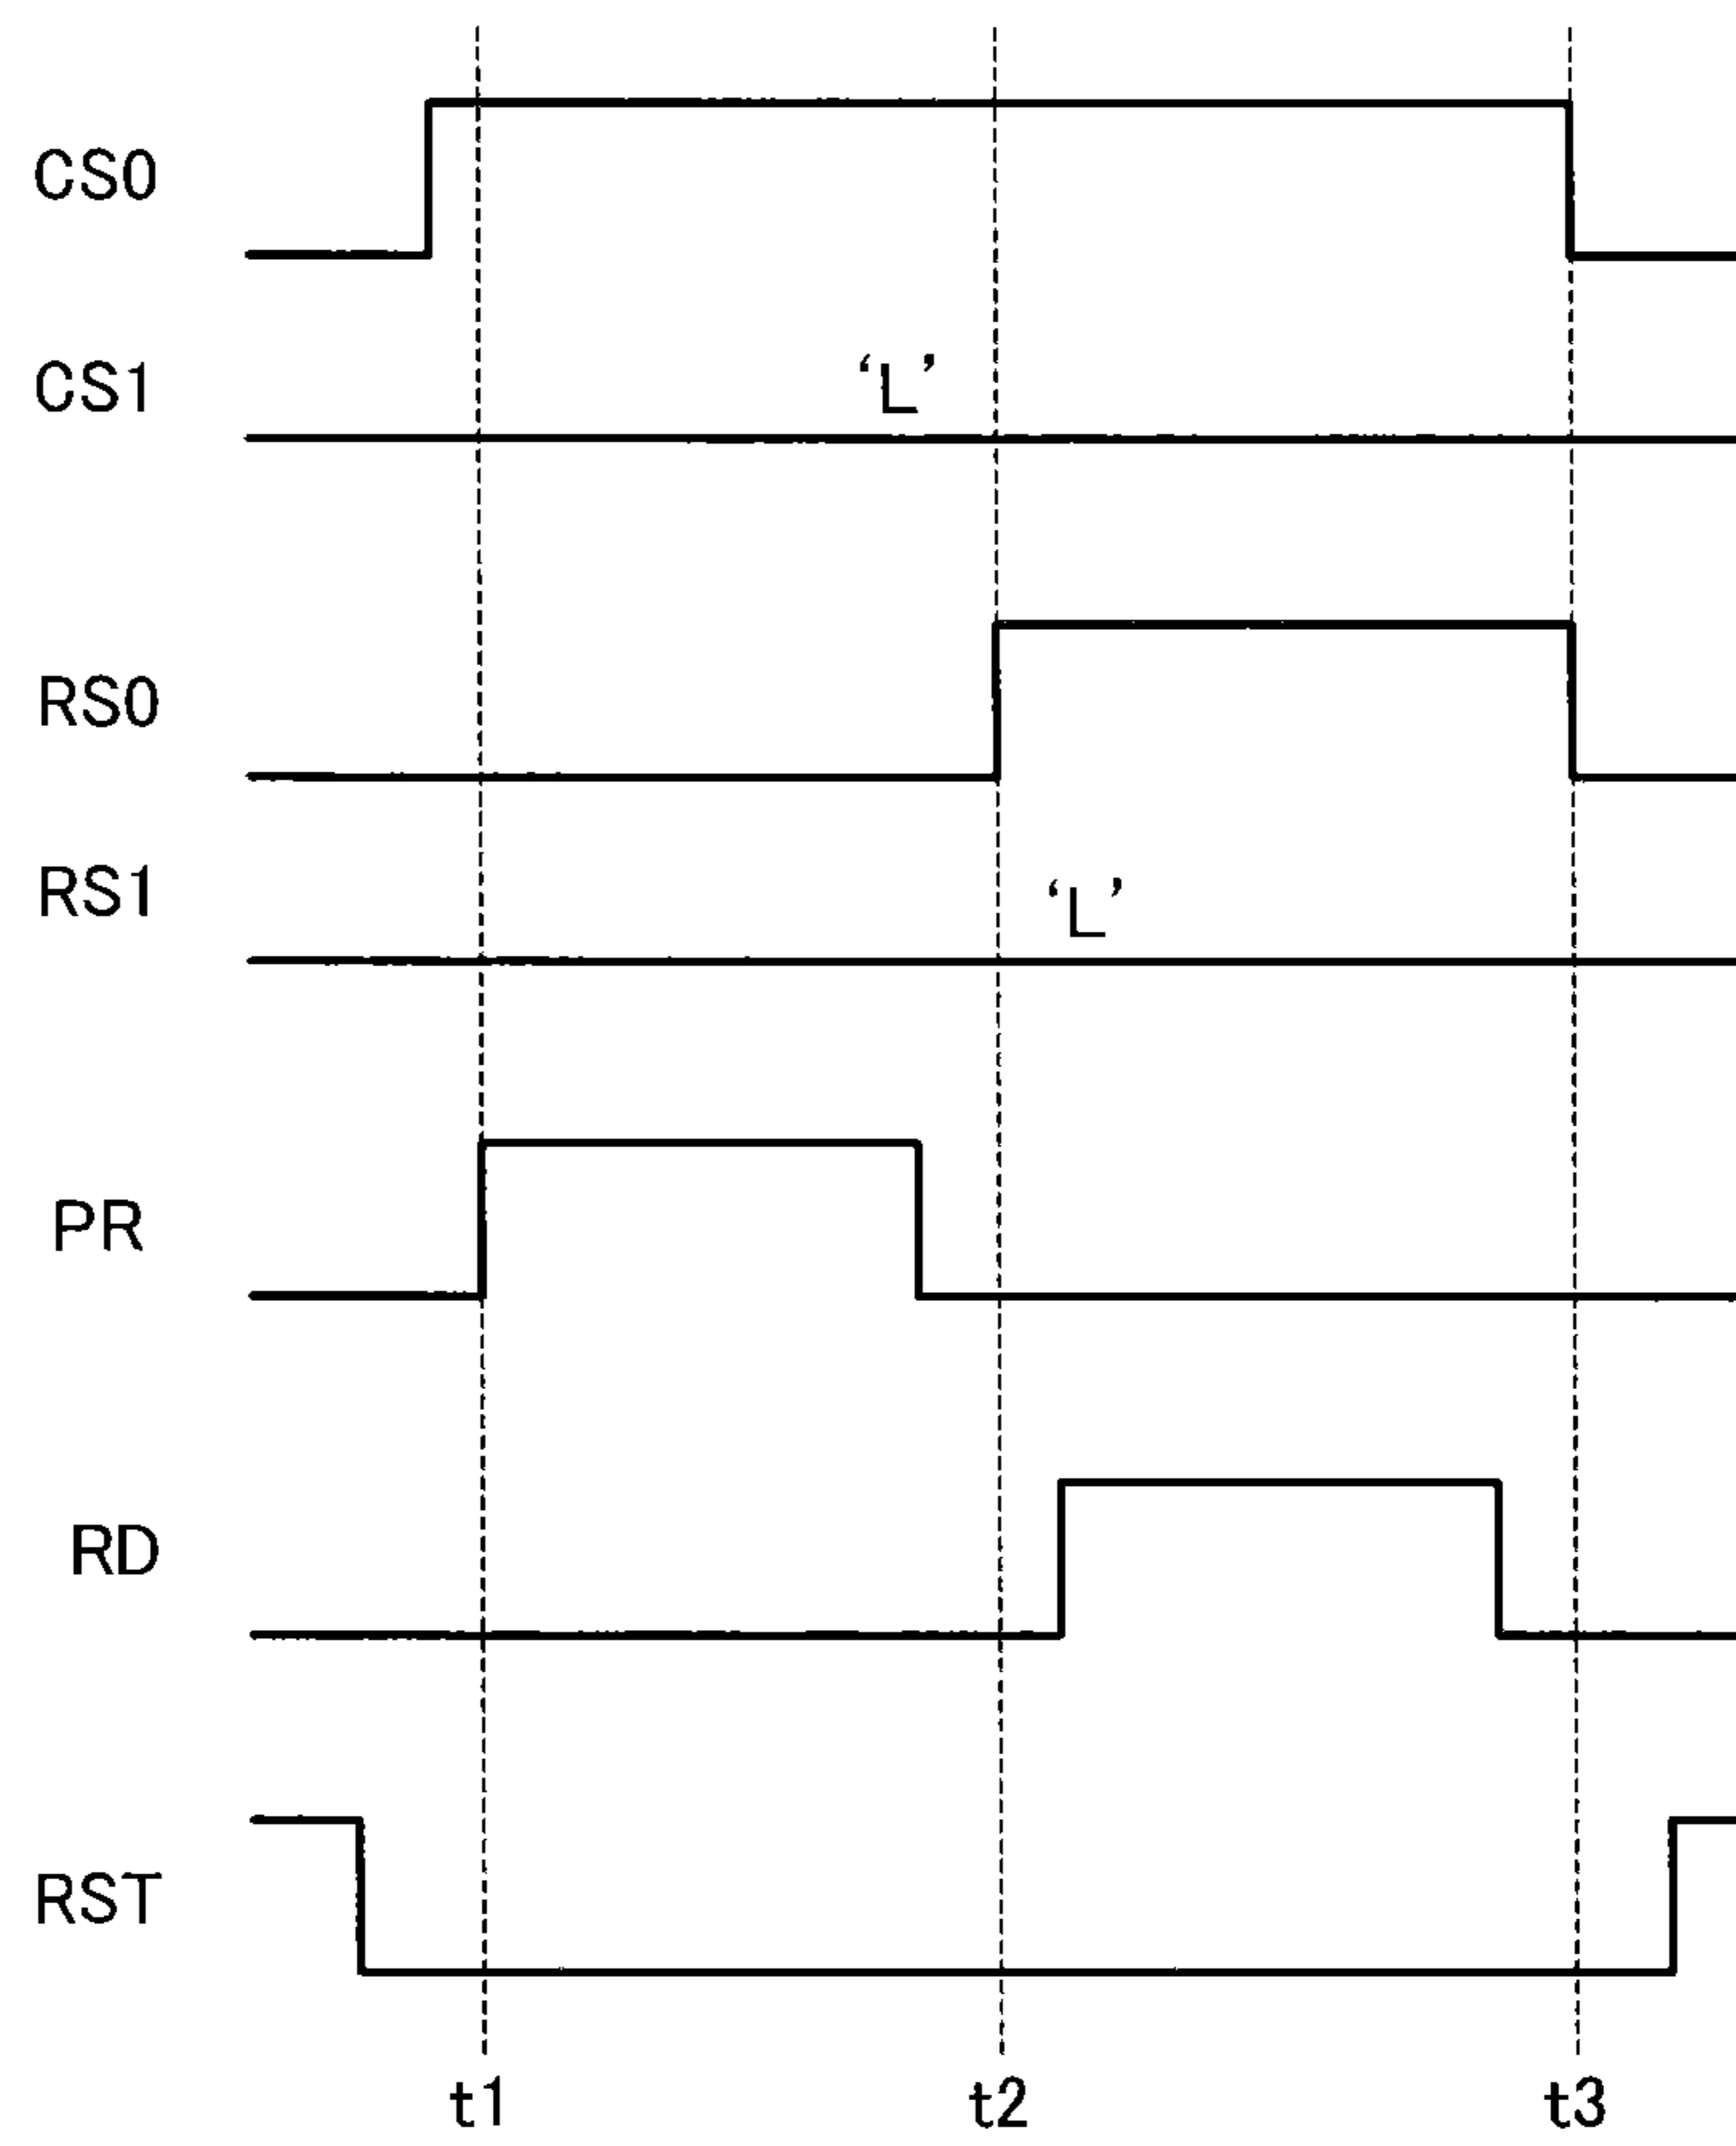 CS0
CS1
‘L’
RS0
RS1
‘L’
PR
RD
RST
t1 t2 t3